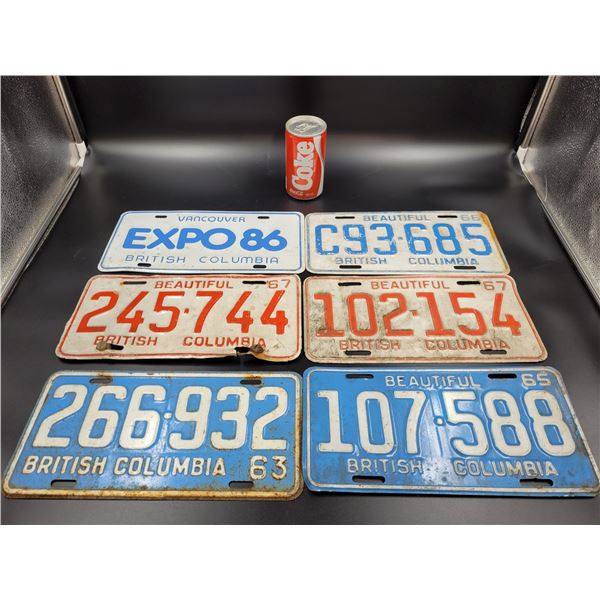 Coke
VANCOUVER
EXPO 86
BRITISH COLUMBIA
BEAUTIFUL 66
C93·685
BRITISH COLUMBIA
BEAUTIFUL 67
245·744
BRITISH COLUMBIA
BEAUTIFUL 67
102·154
BRITISH COLUMBIA
266·932
BRITISH COLUMBIA 63
BEAUTIFUL 65
107·588
BRITISH COLUMBIA